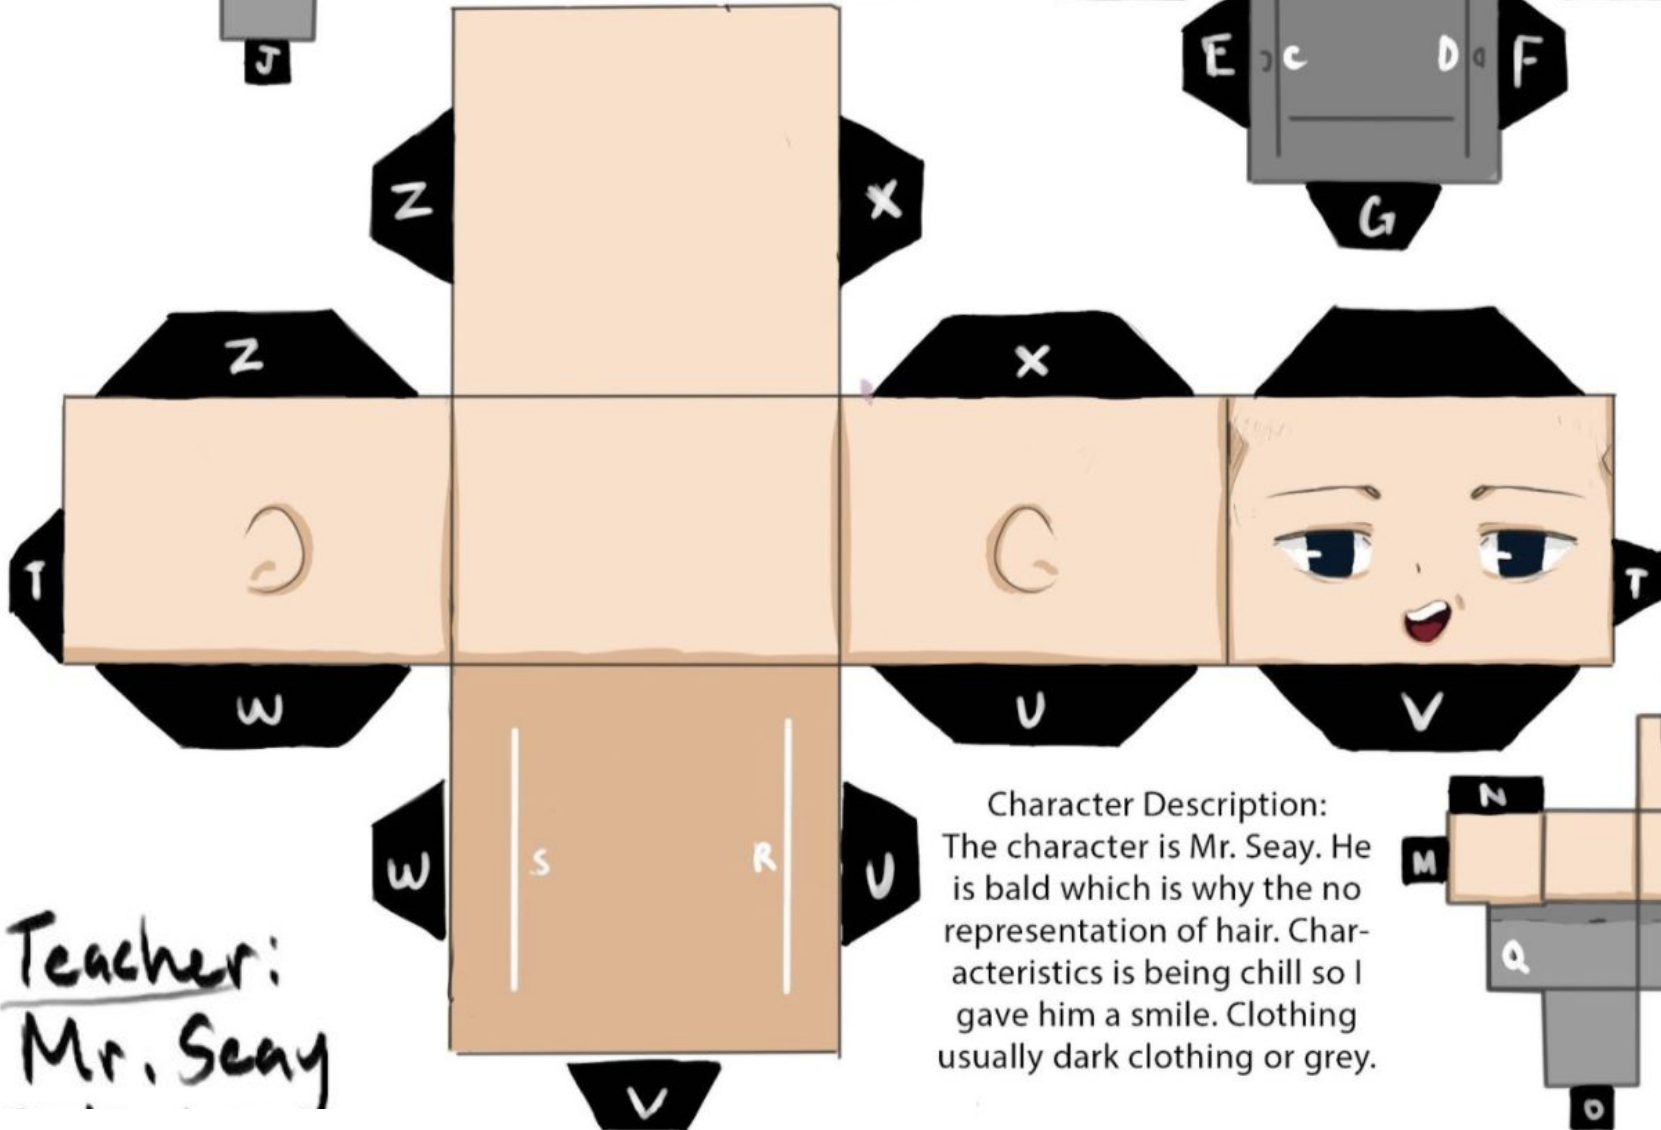 J
E
C
D
F
Z
X
G
Z
X
T
T
W
U
V
N
Character Description:
The character is Mr. Seay. He
is bald which is why the no
representation of hair. Char-
acteristics is being chill so I
gave him a smile. Clothing
usually dark clothing or grey.
W
S
R
U
M
Q
Teacher:
Mr. Seay
V
O